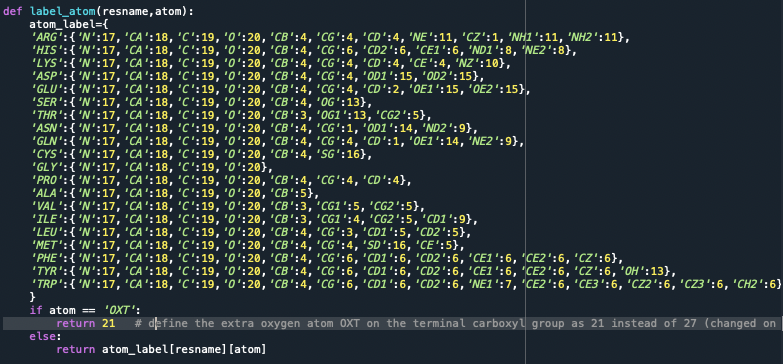 def label_atom(resname,atom):
    atom_label={
    'ARG':{'N':17,'CA':18,'C':19,'O':20,'CB':4,'CG':4,'CD':4,'NE':11,'CZ':1,'NH1':11,'NH2':11},
    'HIS':{'N':17,'CA':18,'C':19,'O':20,'CB':4,'CG':6,'CD2':6,'CE1':6,'ND1':8,'NE2':8},
    'LYS':{'N':17,'CA':18,'C':19,'O':20,'CB':4,'CG':4,'CD':4,'CE':4,'NZ':10},
    'ASP':{'N':17,'CA':18,'C':19,'O':20,'CB':4,'CG':4,'OD1':15,'OD2':15},
    'GLU':{'N':17,'CA':18,'C':19,'O':20,'CB':4,'CG':4,'CD':2,'OE1':15,'OE2':15},
    'SER':{'N':17,'CA':18,'C':19,'O':20,'CB':4,'OG':13},
    'THR':{'N':17,'CA':18,'C':19,'O':20,'CB':3,'OG1':13,'CG2':5},
    'ASN':{'N':17,'CA':18,'C':19,'O':20,'CB':4,'CG':1,'OD1':14,'ND2':9},
    'GLN':{'N':17,'CA':18,'C':19,'O':20,'CB':4,'CG':4,'CD':1,'OE1':14,'NE2':9},
    'CYS':{'N':17,'CA':18,'C':19,'O':20,'CB':4,'SG':16},
    'GLY':{'N':17,'CA':18,'C':19,'O':20},
    'PRO':{'N':17,'CA':18,'C':19,'O':20,'CB':4,'CG':4,'CD':4},
    'ALA':{'N':17,'CA':18,'C':19,'O':20,'CB':5},
    'VAL':{'N':17,'CA':18,'C':19,'O':20,'CB':3,'CG1':5,'CG2':5},
    'ILE':{'N':17,'CA':18,'C':19,'O':20,'CB':3,'CG1':4,'CG2':5,'CD1':9},
    'LEU':{'N':17,'CA':18,'C':19,'O':20,'CB':4,'CG':3,'CD1':5,'CD2':5},
    'MET':{'N':17,'CA':18,'C':19,'O':20,'CB':4,'CG':4,'SD':16,'CE':5},
    'PHE':{'N':17,'CA':18,'C':19,'O':20,'CB':4,'CG':6,'CD1':6,'CD2':6,'CE1':6,'CE2':6,'CZ':6},
    'TYR':{'N':17,'CA':18,'C':19,'O':20,'CB':4,'CG':6,'CD1':6,'CD2':6,'CE1':6,'CE2':6,'CZ':6,'OH':13},
    'TRP':{'N':17,'CA':18,'C':19,'O':20,'CB':4,'CG':6,'CD1':6,'CD2':6,'NE1':7,'CE2':6,'CE3':6,'CZ2':6,'CZ3':6,'CH2':6}
    }
    if atom == 'OXT':
        return 21   # define the extra oxygen atom OXT on the terminal carboxyl group as 21 instead of 27 (changed on
    else:
        return atom_label[resname][atom]